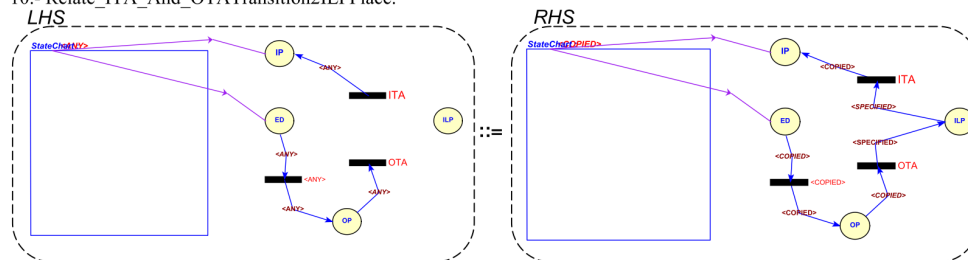 10.- Relate_ITA_And_OTATransition2ILPPlace.
LHS
StateChart <ANY>
IP
<ANY>
ITA
ED
ILP
<ANY>
OTA
<ANY>
<ANY>
<ANY>
OP
::=
RHS
StateChart <COPIED>
IP
<COPIED>
ITA
<SPECIFIED>
ED
ILP
<SPECIFIED>
<COPIED>
OTA
<COPIED>
<COPIED>
<COPIED>
OP